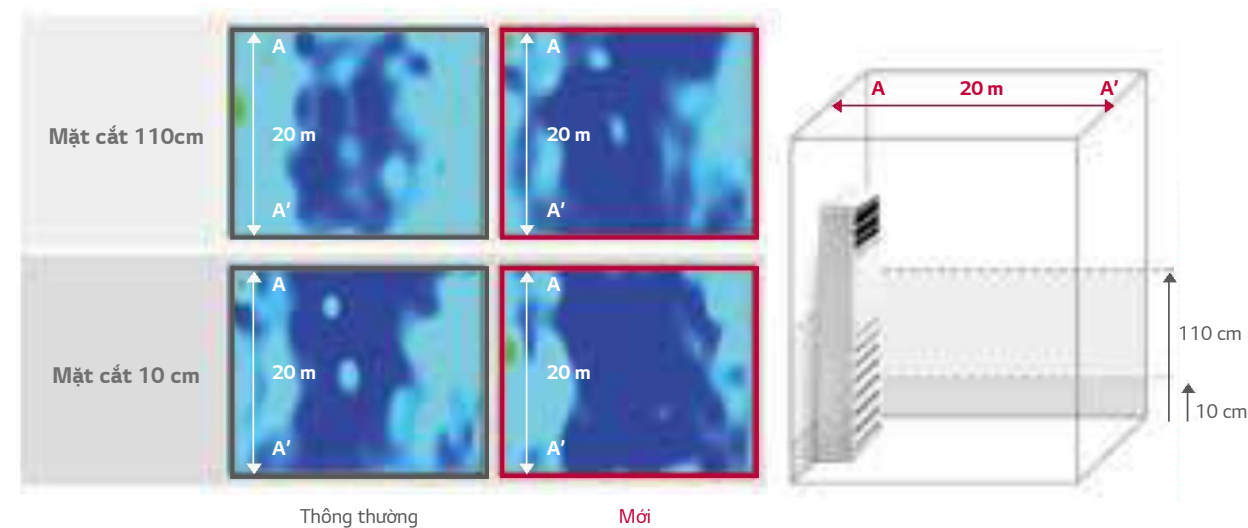 Mặt cắt 110cm
A
20 m
A′
A
20 m
A′
Mặt cắt 10 cm
A
20 m
A′
A
20 m
A′
Thông thường
Mới
A
20 m
A′
110 cm
10 cm